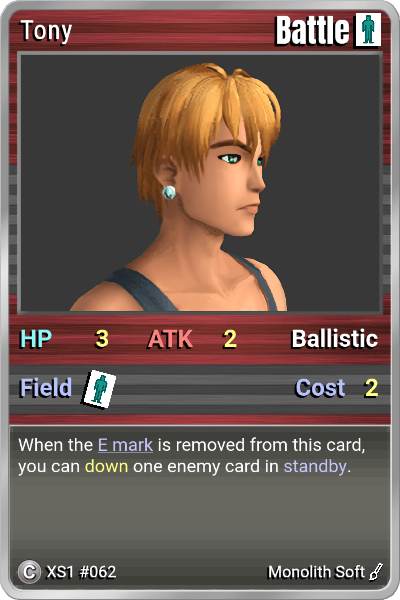 Tony Battle
HP 3 ATK 2 Ballistic
Field Cost 2
When the E mark is removed from this card,
you can down one enemy card in standby.
C XS1 #062 Monolith Soft